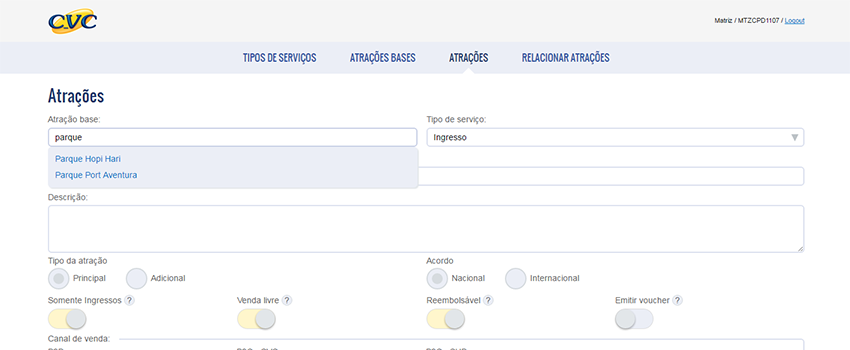 CVC
Matriz / MTZCPD1107 / Logout
TIPOS DE SERVIÇOS ATRAÇÕES BASES ATRAÇÕES RELACIONAR ATRAÇÕES
Atrações
Atração base: Tipo de serviço:
parque Ingresso
Parque Hopi Hari
Parque Port Aventura
Descrição:
Tipo da atração Acordo
Principal Adicional Nacional Internacional
Somente Ingressos ? Venda livre ? Reembolsável ? Emitir voucher ?
Canal de venda: